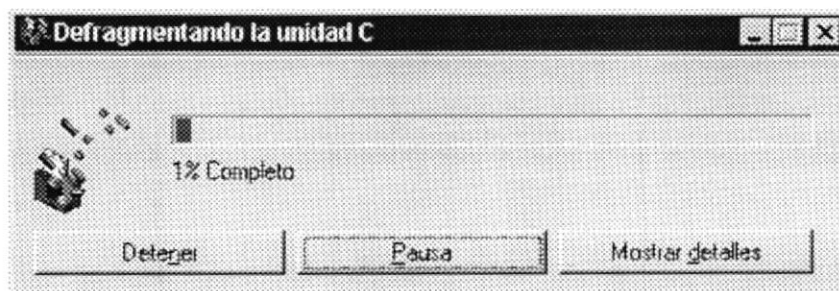 Defragmentando la unidad C
1% Completo
Detener
Pausa
Mostrar detalles